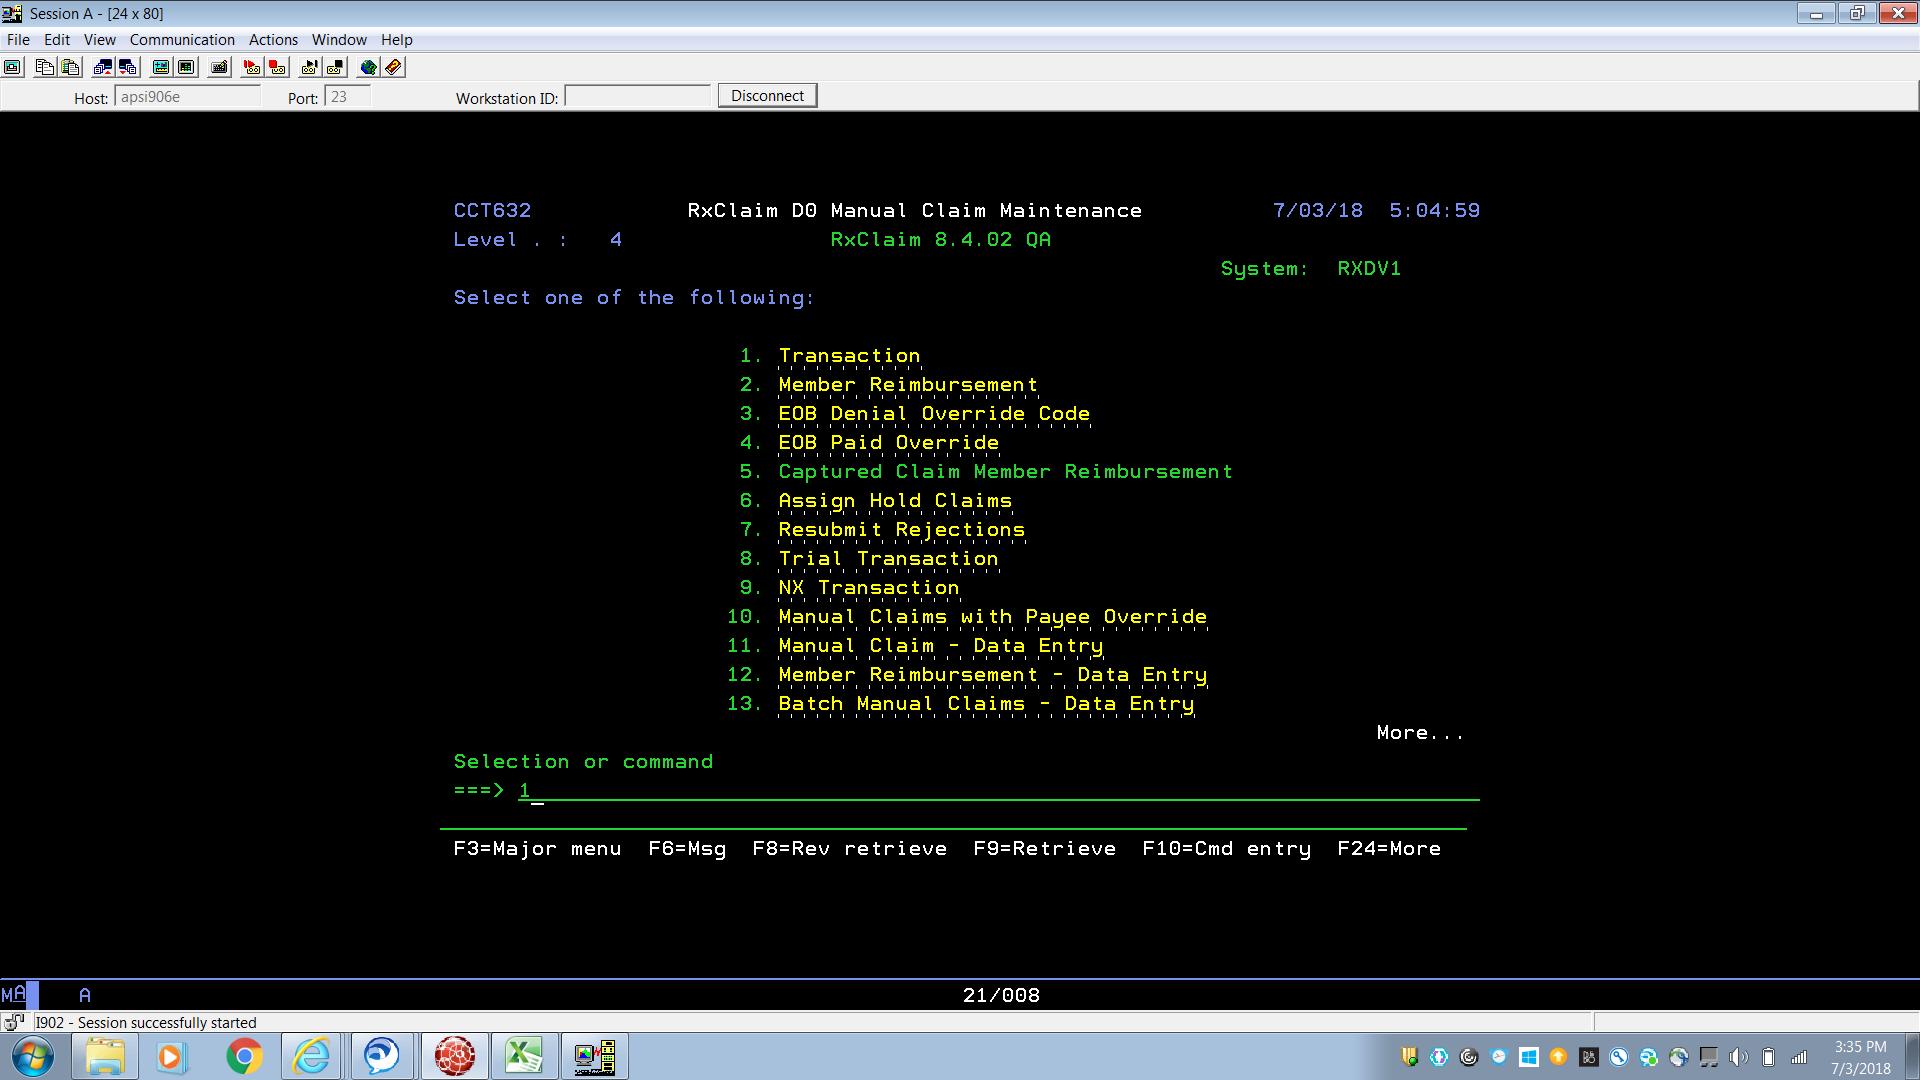 Session A - [24 x 80]
File Edit View Communication Actions Window Help
Host: apsi906e Port: 23 Workstation ID: Disconnect
CCT632 RxClaim D0 Manual Claim Maintenance 7/03/18 5:04:59
Level . : 4 RxClaim 8.4.02 QA
System: RXDV1
Select one of the following:
1. Transaction
2. Member Reimbursement
3. EOB Denial Override Code
4. EOB Paid Override
5. Captured Claim Member Reimbursement
6. Assign Hold Claims
7. Resubmit Rejections
8. Trial Transaction
9. NX Transaction
10. Manual Claims with Payee Override
11. Manual Claim - Data Entry
12. Member Reimbursement - Data Entry
13. Batch Manual Claims - Data Entry
More...
Selection or command
===> 1
F3=Major menu F6=Msg F8=Rev retrieve F9=Retrieve F10=Cmd entry F24=More
MA A 21/008
I902 - Session successfully started
3:35 PM
7/3/2018